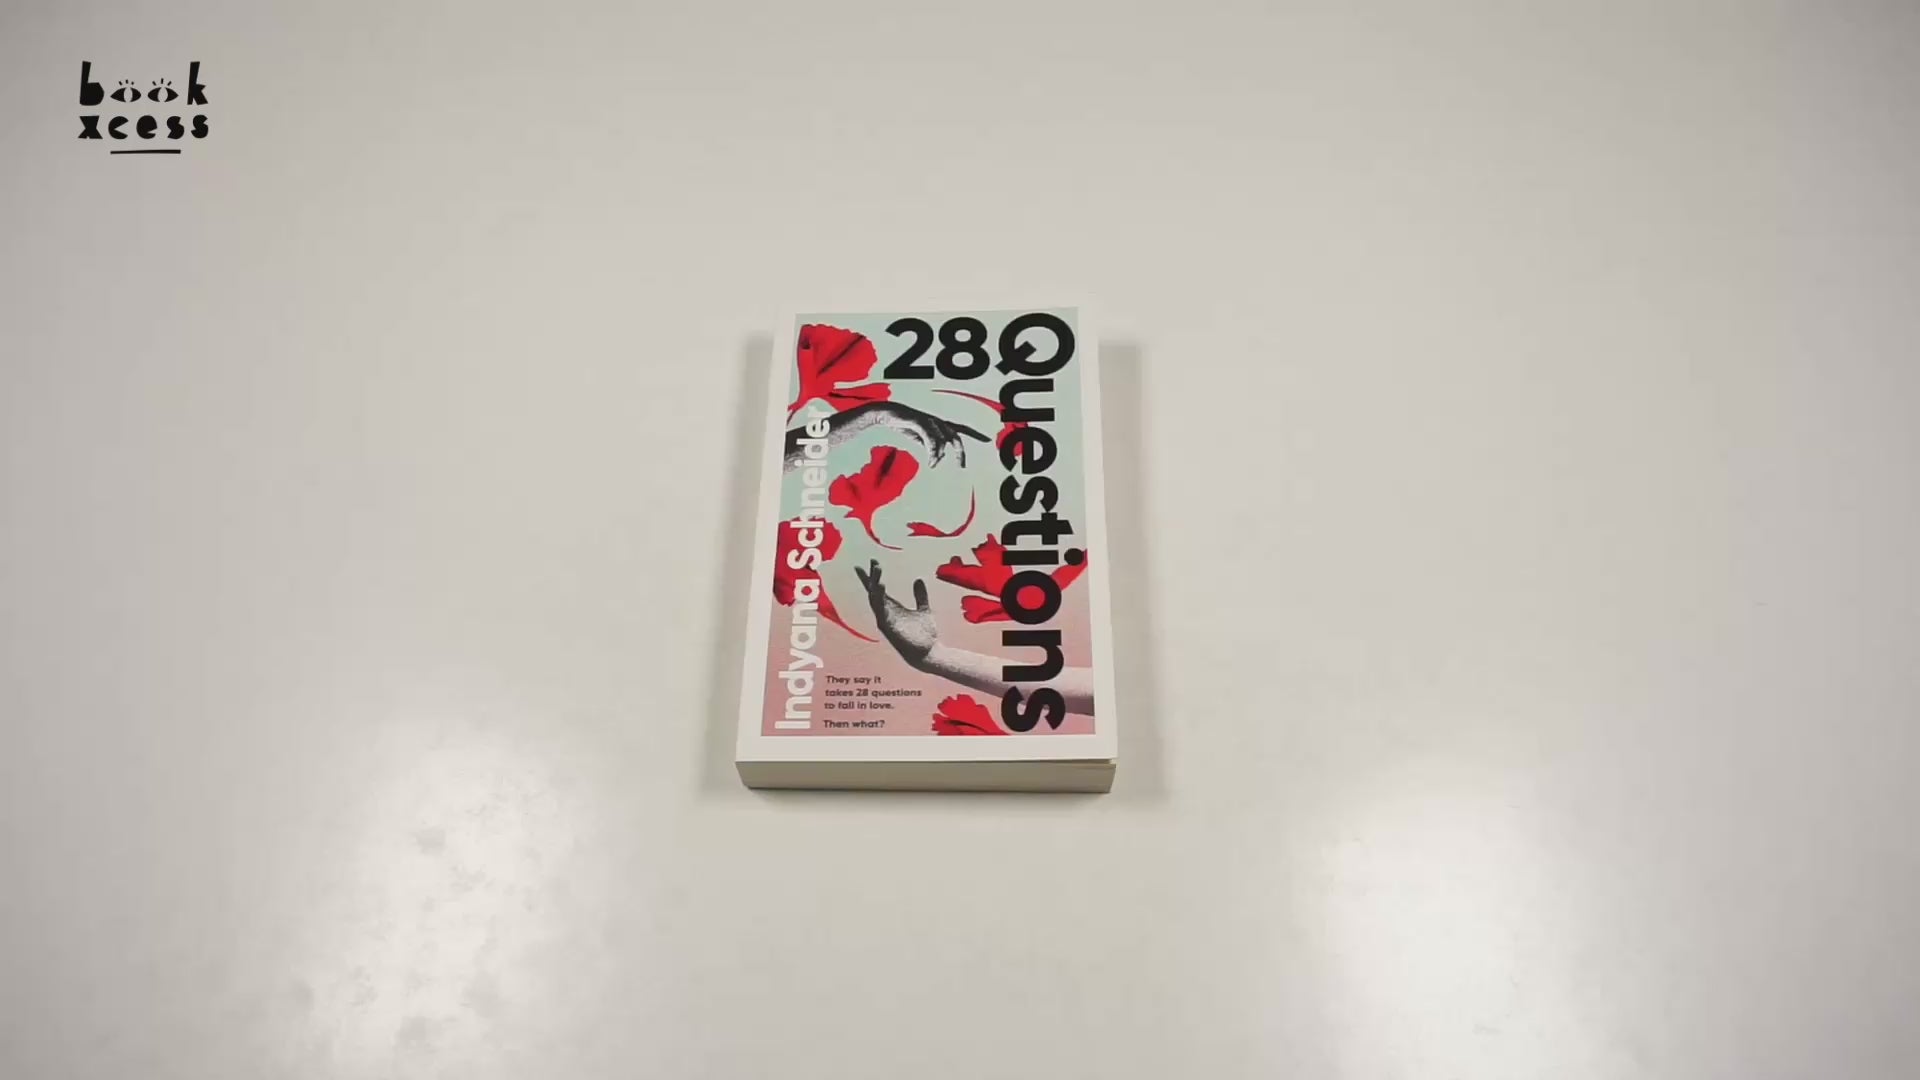 book
xcess
28 Questions
Indyana Schneider
They say it
takes 28 questions
to fall in love.
Then what?